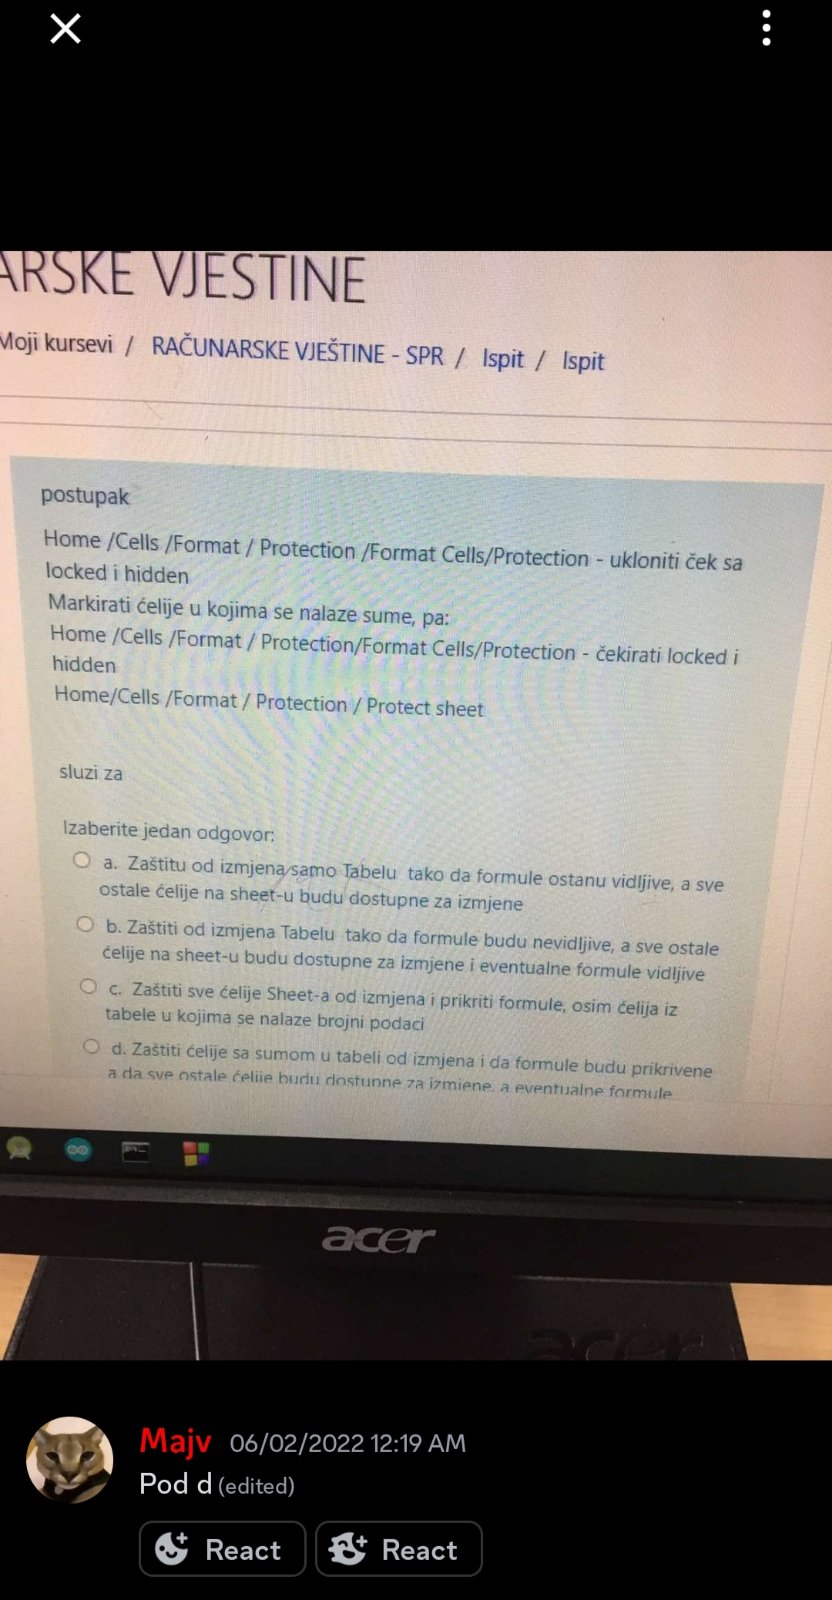 ARSKE VJEŠTINE
Moji kursevi / RAČUNARSKE VJEŠTINE - SPR / Ispit / Ispit
postupak
Home /Cells /Format / Protection /Format Cells/Protection - ukloniti ček sa
locked i hidden
Markirati ćelije u kojima se nalaze sume, pa:
Home /Cells /Format / Protection/Format Cells/Protection - čekirati locked i
hidden
Home/Cells /Format / Protection / Protect sheet
sluzi za
Izaberite jedan odgovor:
a. Zaštitu od izmjena samo Tabelu tako da formule ostanu vidljive, a sve
ostale ćelije na sheet-u budu dostupne za izmjene
b. Zaštiti od izmjena Tabelu tako da formule budu nevidljive, a sve ostale
ćelije na sheet-u budu dostupne za izmjene i eventualne formule vidljive
c. Zaštiti sve ćelije Sheet-a od izmjena i prikriti formule, osim ćelija iz
tabele u kojima se nalaze brojni podaci
d. Zaštiti ćelije sa sumom u tabeli od izmjena i da formule budu prikrivene
a da sve ostale ćelije budu dostupne za izmjene, a eventualne formule
acer
acer
Majv 06/02/2022 12:19 AM
Pod d (edited)
React React